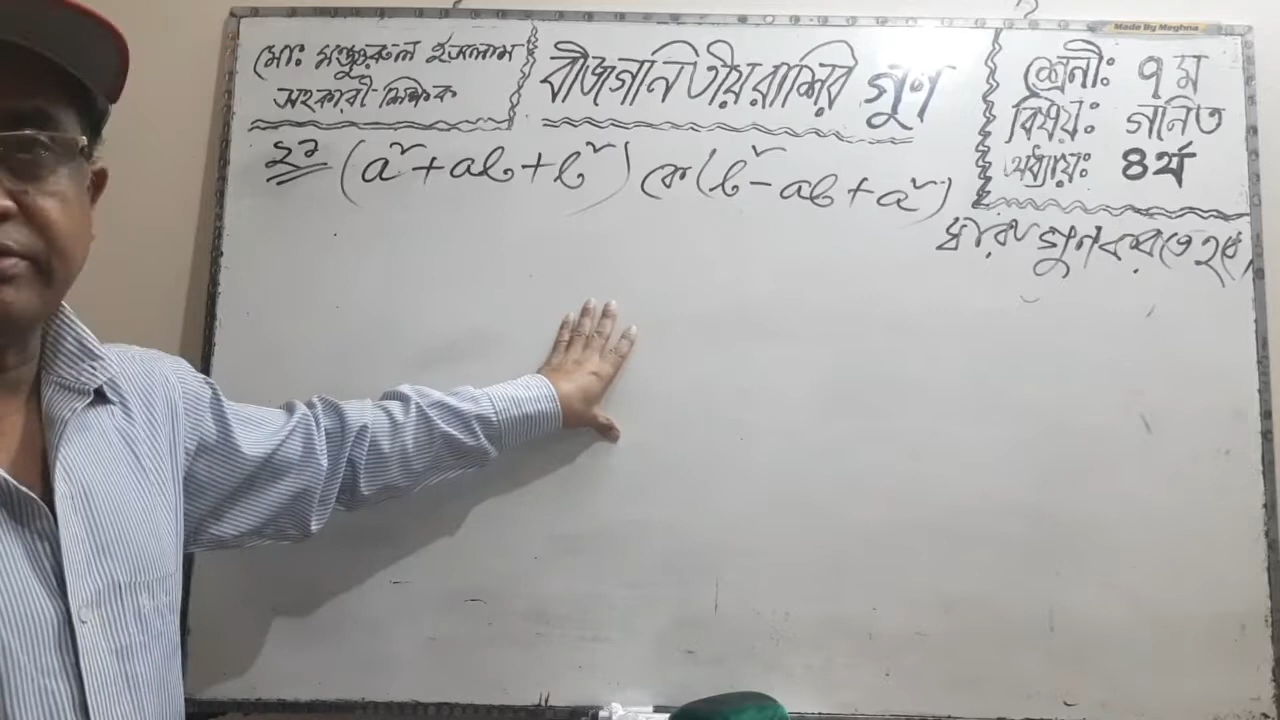 মোঃ মঞ্জুরুল ইসলাম
সহকারী শিক্ষক
বীজগানিতীয় রাশির গুণ
শ্রেনীঃ ৭ম
বিষয়ঃ গনিত
অধ্যায়ঃ ৪র্থ
Made By Meghna
২১ (a² + ab + b²) কে (b² - ab + a²)
দ্বারা গুণ করতে হবে।